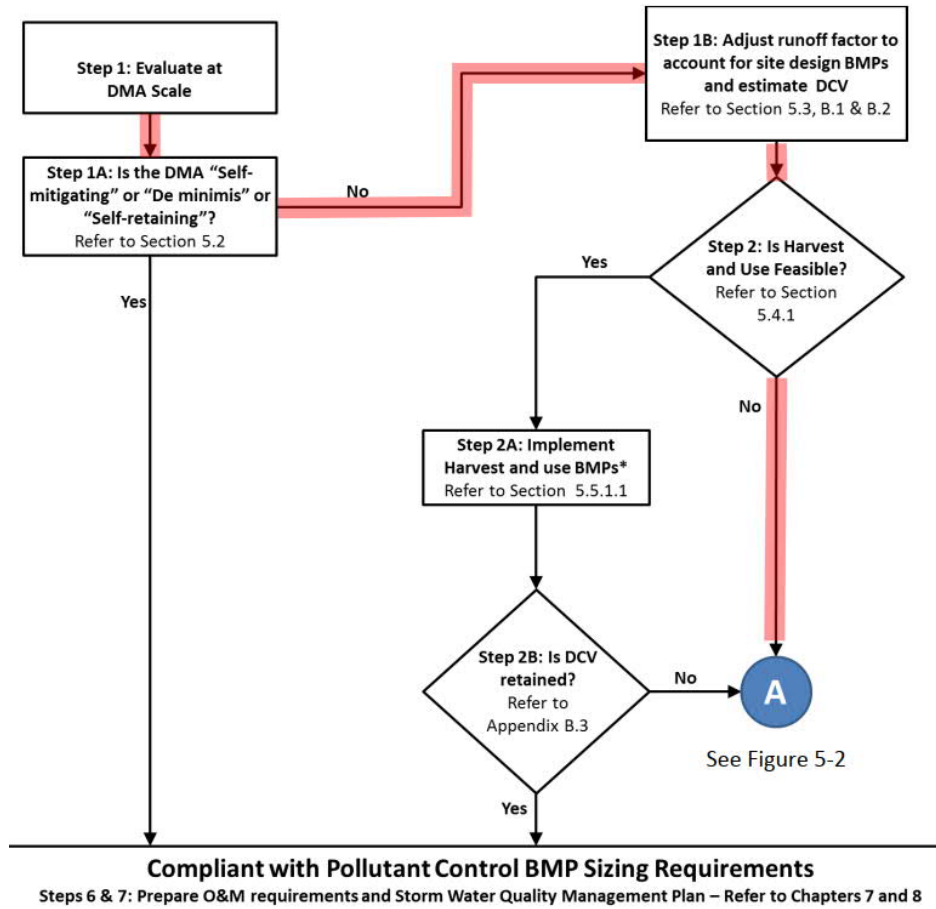 Step 1: Evaluate at
DMA Scale
Step 1A: Is the DMA “Self-
mitigating” or “De minimis” or
“Self-retaining”?
Refer to Section 5.2
No
Yes
Step 1B: Adjust runoff factor to
account for site design BMPs
and estimate DCV
Refer to Section 5.3, B.1 & B.2
Step 2: Is Harvest
and Use Feasible?
Refer to Section
5.4.1
Yes
No
Step 2A: Implement
Harvest and use BMPs*
Refer to Section 5.5.1.1
Step 2B: Is DCV
retained?
Refer to
Appendix B.3
No
Yes
A
See Figure 5-2
Compliant with Pollutant Control BMP Sizing Requirements
Steps 6 & 7: Prepare O&M requirements and Storm Water Quality Management Plan – Refer to Chapters 7 and 8